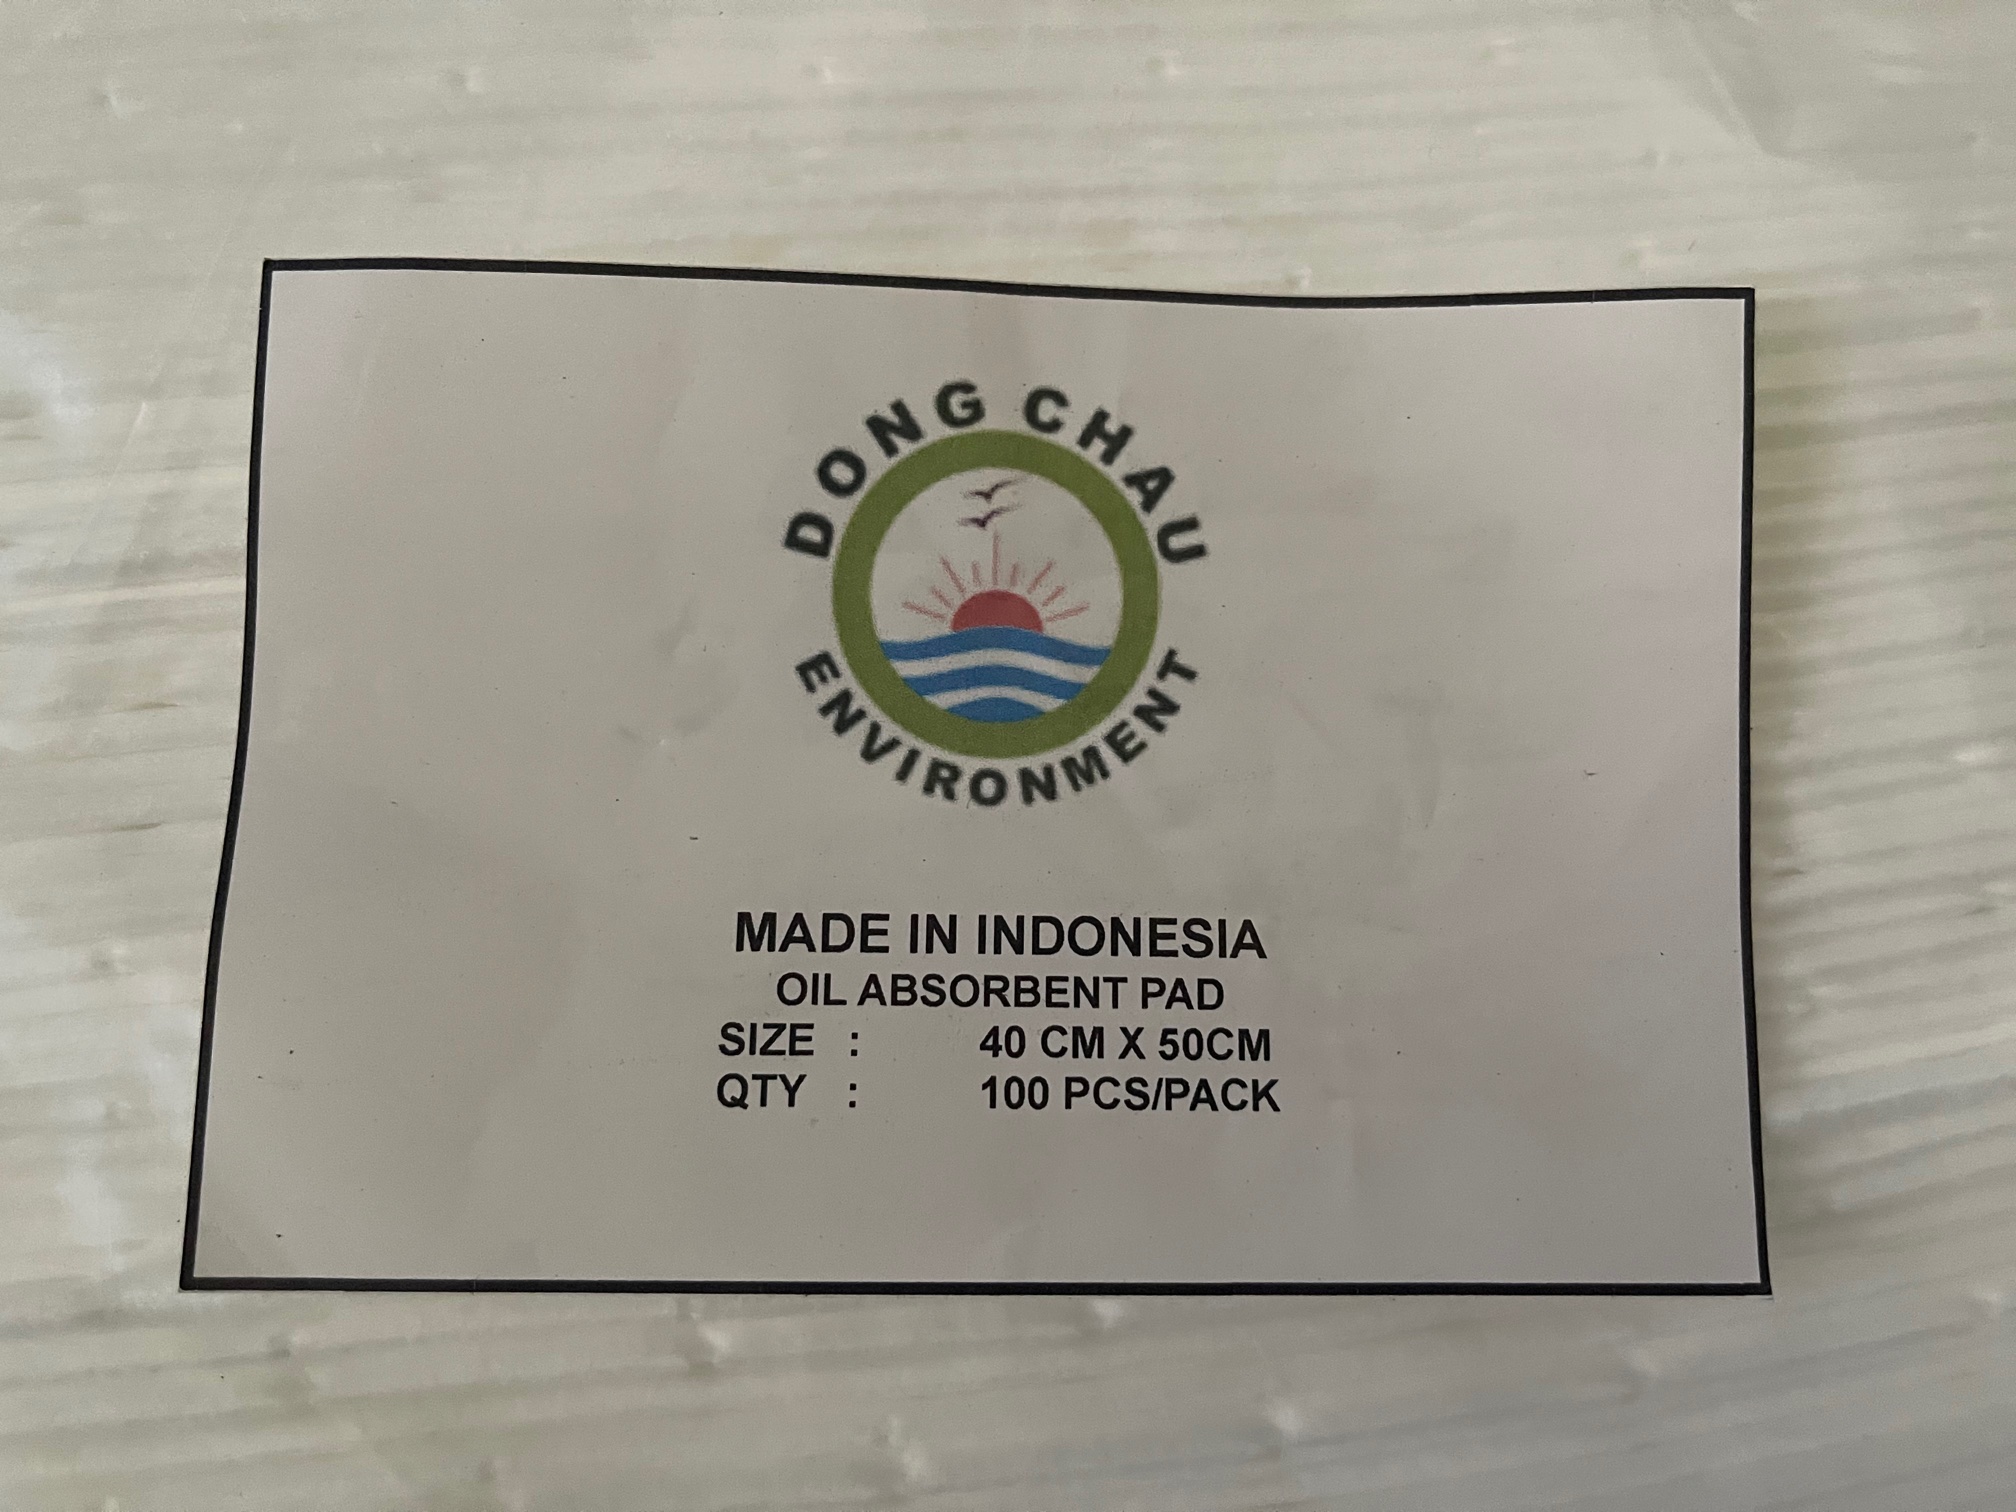 DONG CHAU
ENVIRONMENT
MADE IN INDONESIA
OIL ABSORBENT PAD
SIZE : 40 CM X 50CM
QTY : 100 PCS/PACK